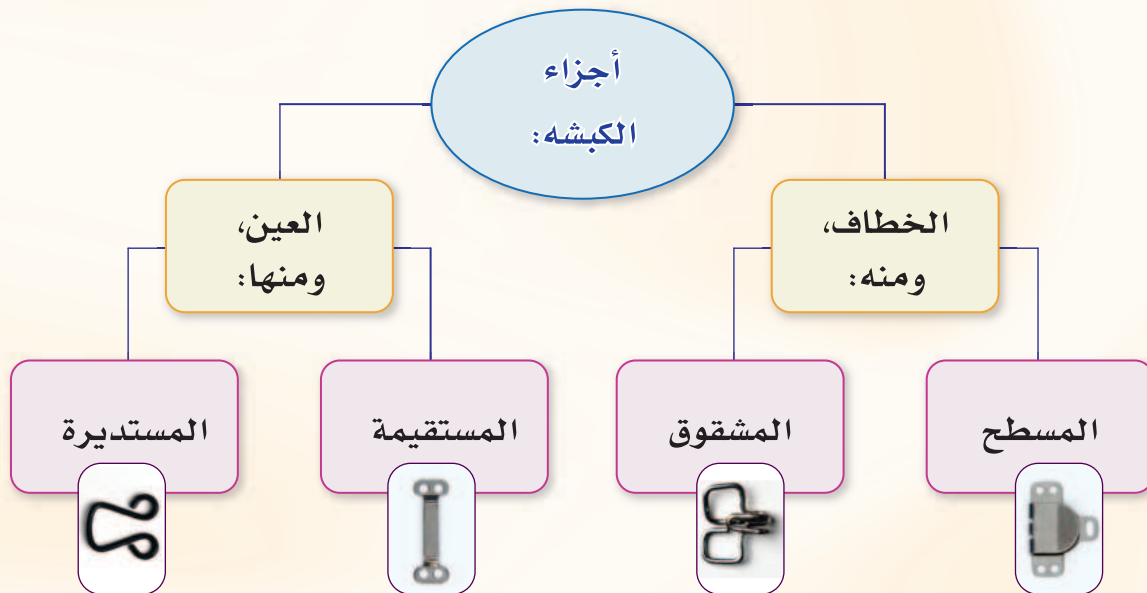 أجزاء
الكبشه:
الخطاف،
ومنه:
العين،
ومنها:
المسطح
المشقوق
المستقيمة
المستديرة